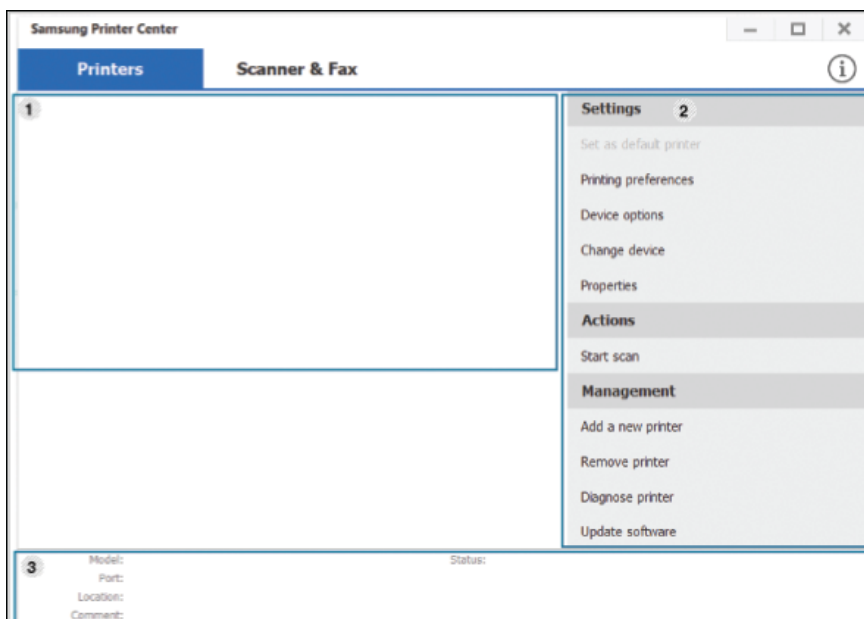 Samsung Printer Center
Printers Scanner & Fax
1
Settings 2
Set as default printer
Printing preferences
Device options
Change device
Properties
Actions
Start scan
Management
Add a new printer
Remove printer
Diagnose printer
Update software
3
Model: Status:
Port:
Location:
Comment: